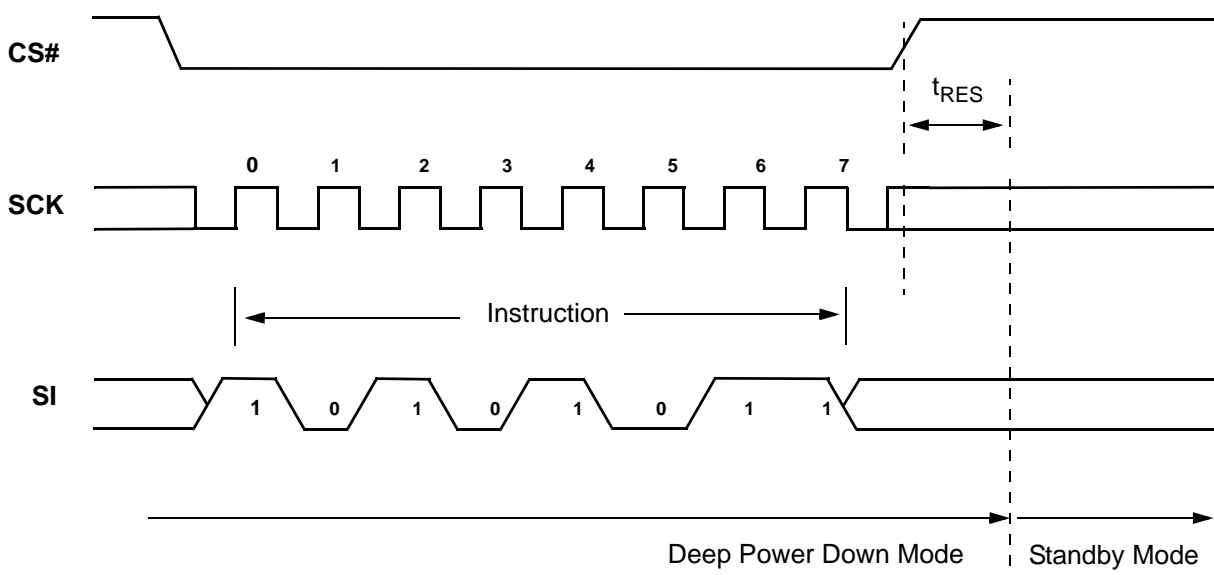 CS#
tRES
0 1 2 3 4 5 6 7
SCK
Instruction
SI
1 0 1 0 1 0 1 1
Deep Power Down Mode Standby Mode